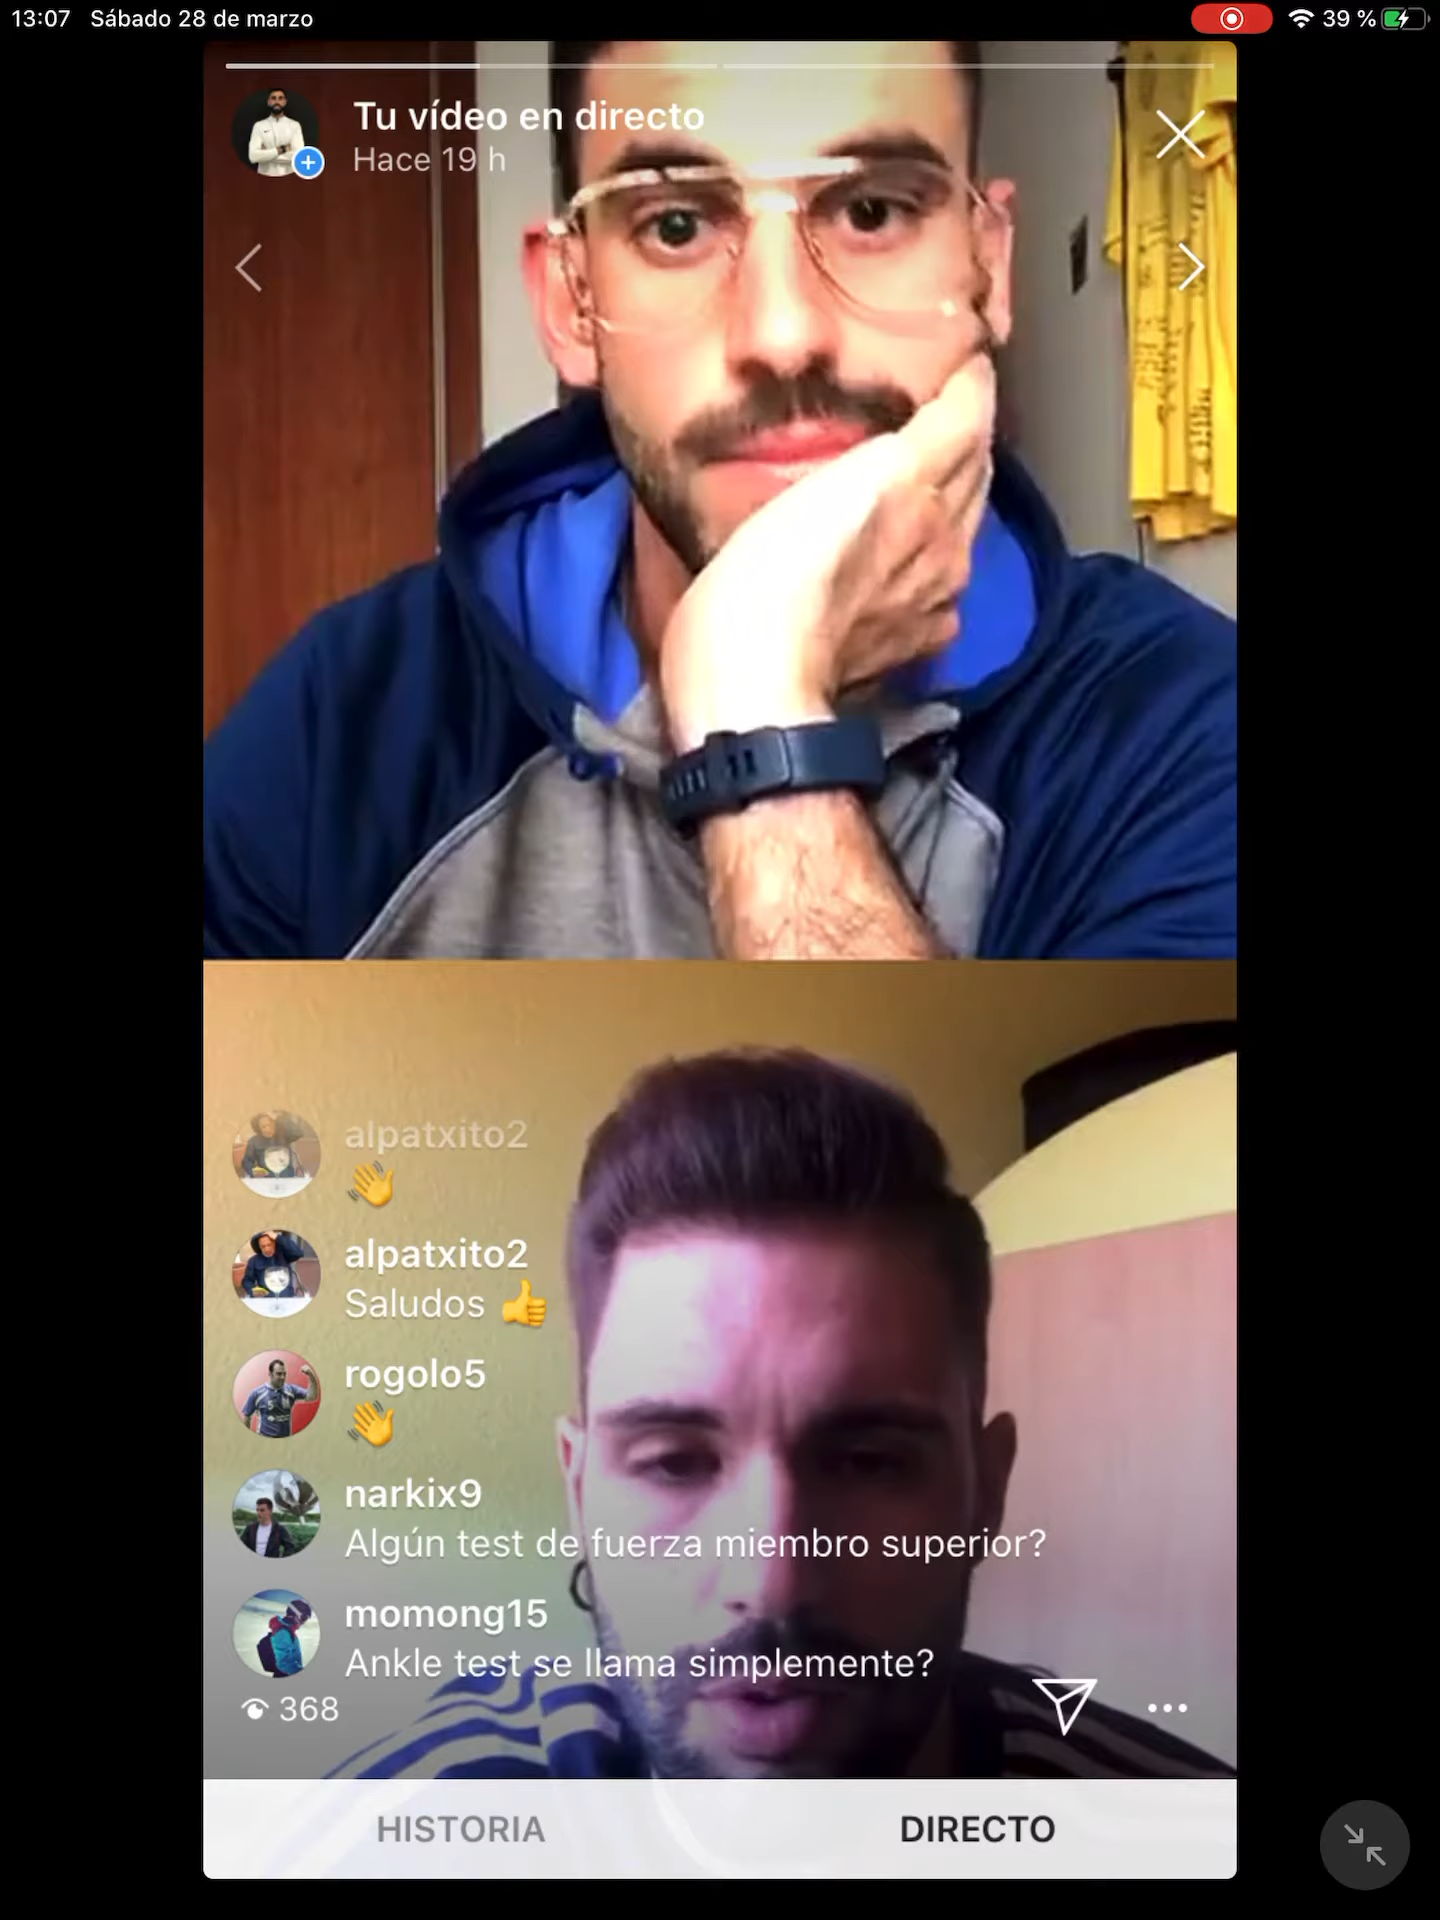 13:07 Sábado 28 de marzo
39 %
Tu vídeo en directo
Hace 19 h
alpatxito2
👋
alpatxito2
Saludos 👍
rogolo5
👋
narkix9
Algún test de fuerza miembro superior?
momong15
Ankle test se llama simplemente?
368
HISTORIA
DIRECTO